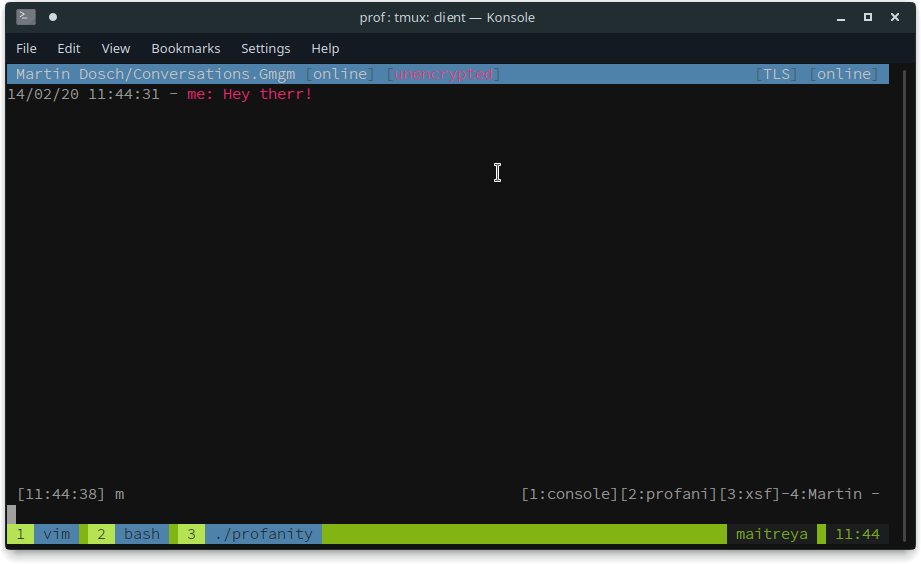 prof: tmux: client — Konsole
File Edit View Bookmarks Settings Help
Martin Dosch/Conversations.Gmgm [online] [unencrypted] [TLS] [online]
14/02/20 11:44:31 - me: Hey therr!
[11:44:38] m [1:console][2:profani][3:xsf]-4:Martin -
1 vim 2 bash 3 ./profanity maitreya 11:44